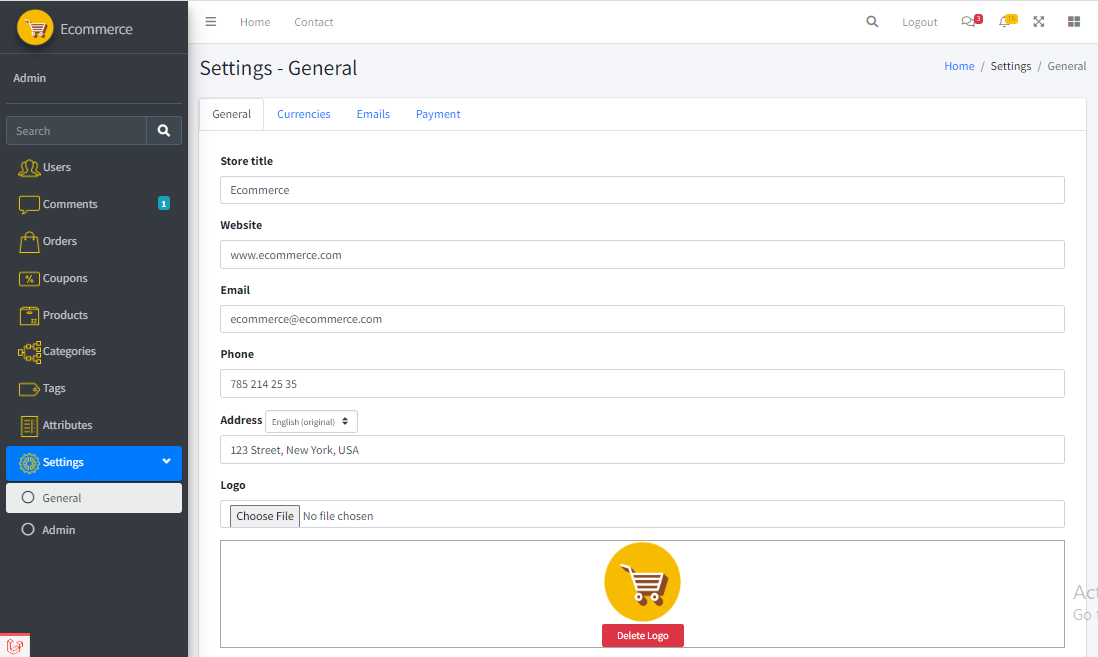 Ecommerce
Home Contact
Logout 3 15
Admin
Search
Users
Comments 1
Orders
Coupons
Products
Categories
Tags
Attributes
Settings
General
Admin
Settings - General
Home / Settings / General
General Currencies Emails Payment
Store title
Ecommerce
Website
www.ecommerce.com
Email
ecommerce@ecommerce.com
Phone
785 214 25 35
Address English (original)
123 Street, New York, USA
Logo
Choose File No file chosen
Delete Logo
Act
Go